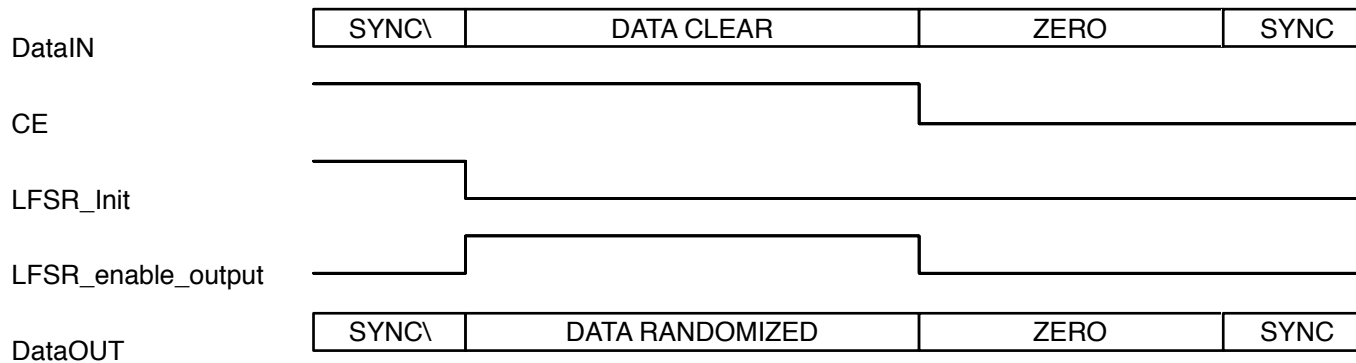 SYNC\ DATA CLEAR ZERO SYNC
DataIN
CE
LFSR_Init
LFSR_enable_output
SYNC\ DATA RANDOMIZED ZERO SYNC
DataOUT